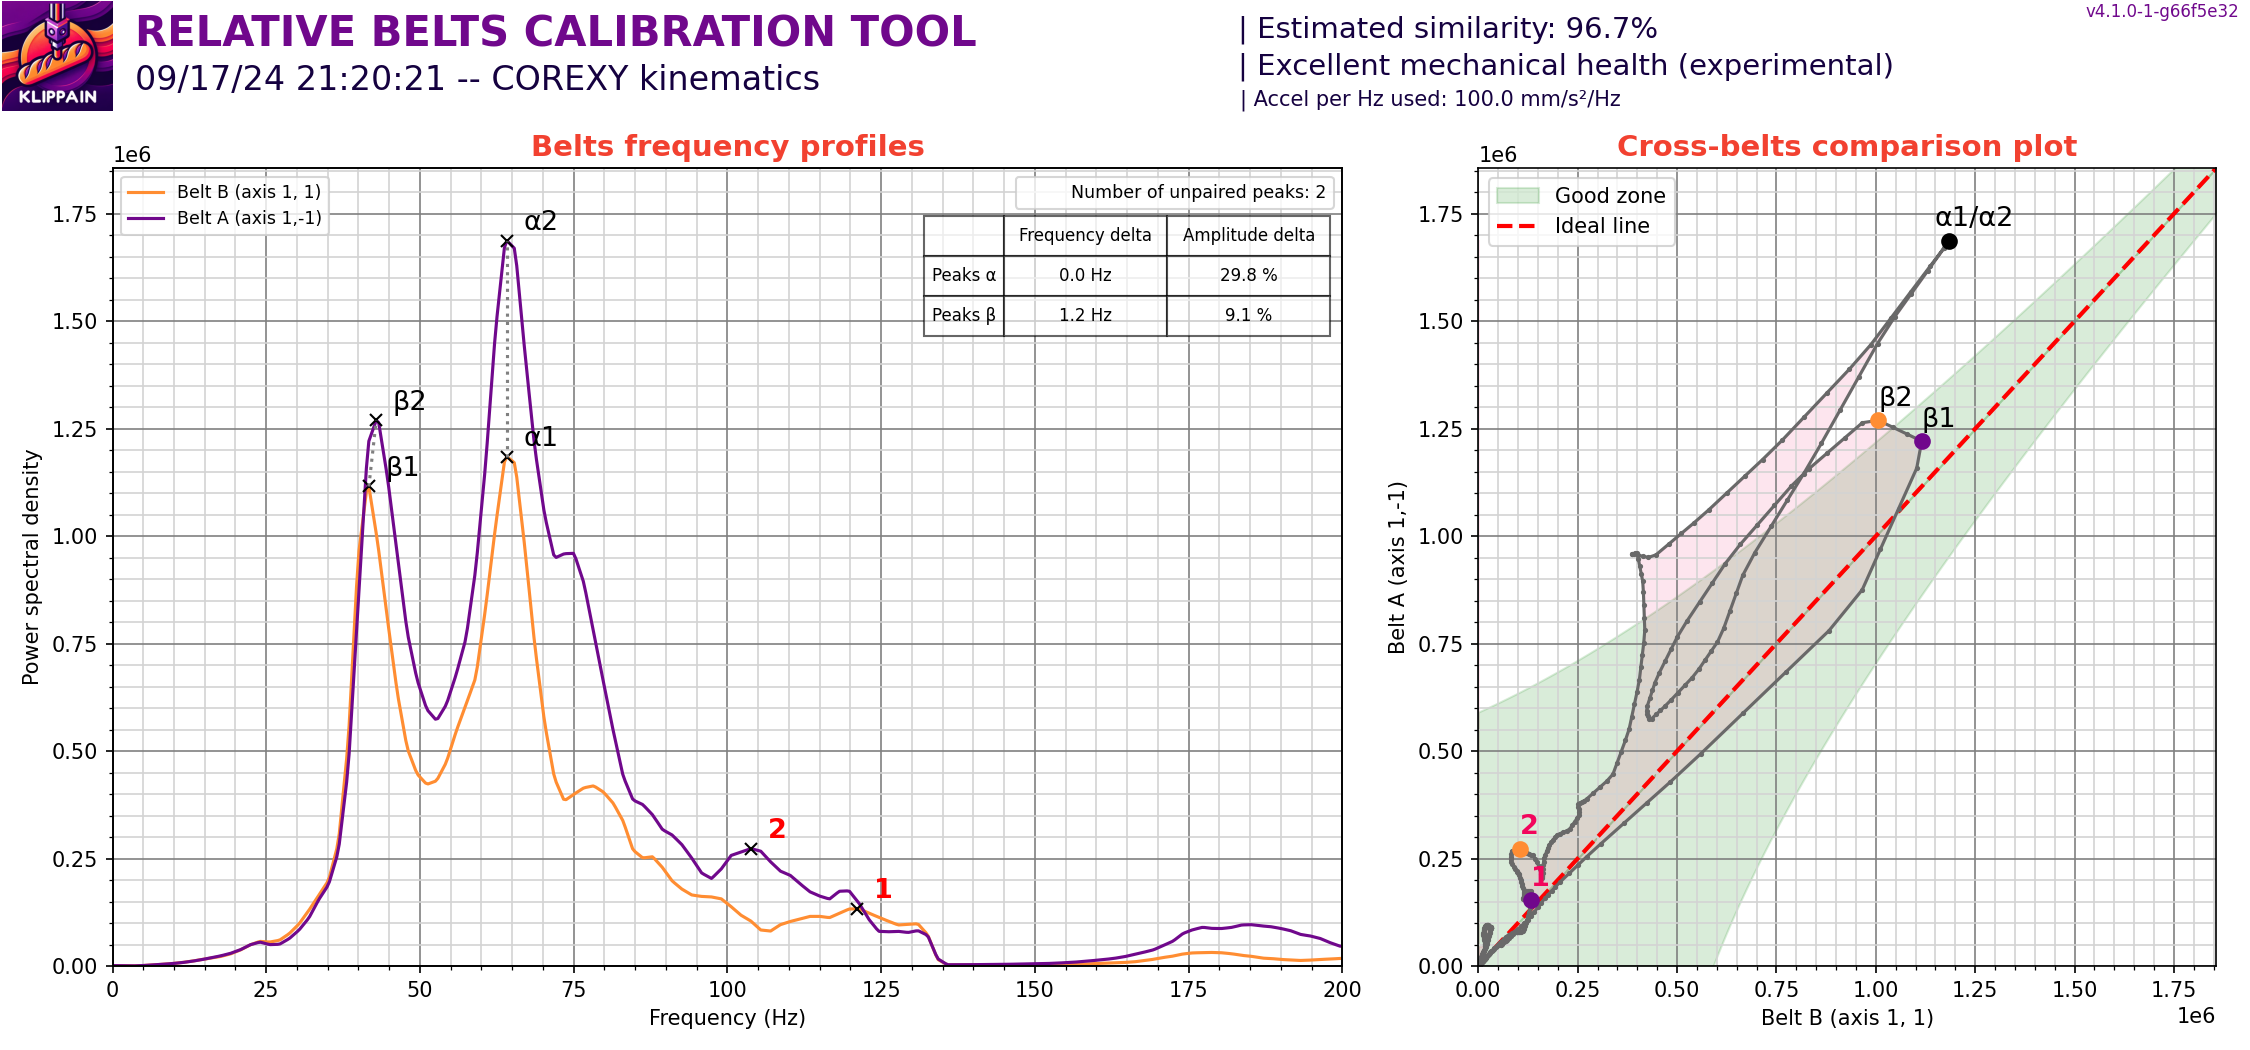 KLIPPAIN
RELATIVE BELTS CALIBRATION TOOL
09/17/24 21:20:21 -- COREXY kinematics
| Estimated similarity: 96.7%
| Excellent mechanical health (experimental)
| Accel per Hz used: 100.0 mm/s²/Hz
v4.1.0-1-g66f5e32
Belts frequency profiles
1e6
Belt B (axis 1, 1)
Belt A (axis 1,-1)
Number of unpaired peaks: 2
Frequency delta Amplitude delta
Peaks α 0.0 Hz 29.8 %
Peaks β 1.2 Hz 9.1 %
α2
α1
β2
β1
2
1
Power spectral density
1.75
1.50
1.25
1.00
0.75
0.50
0.25
0.00
0 25 50 75 100 125 150 175 200
Frequency (Hz)
Cross-belts comparison plot
1e6
Good zone
Ideal line
α1/α2
β2
β1
2
1
Belt A (axis 1,-1)
1.75
1.50
1.25
1.00
0.75
0.50
0.25
0.00
0.00 0.25 0.50 0.75 1.00 1.25 1.50 1.75
Belt B (axis 1, 1)
1e6